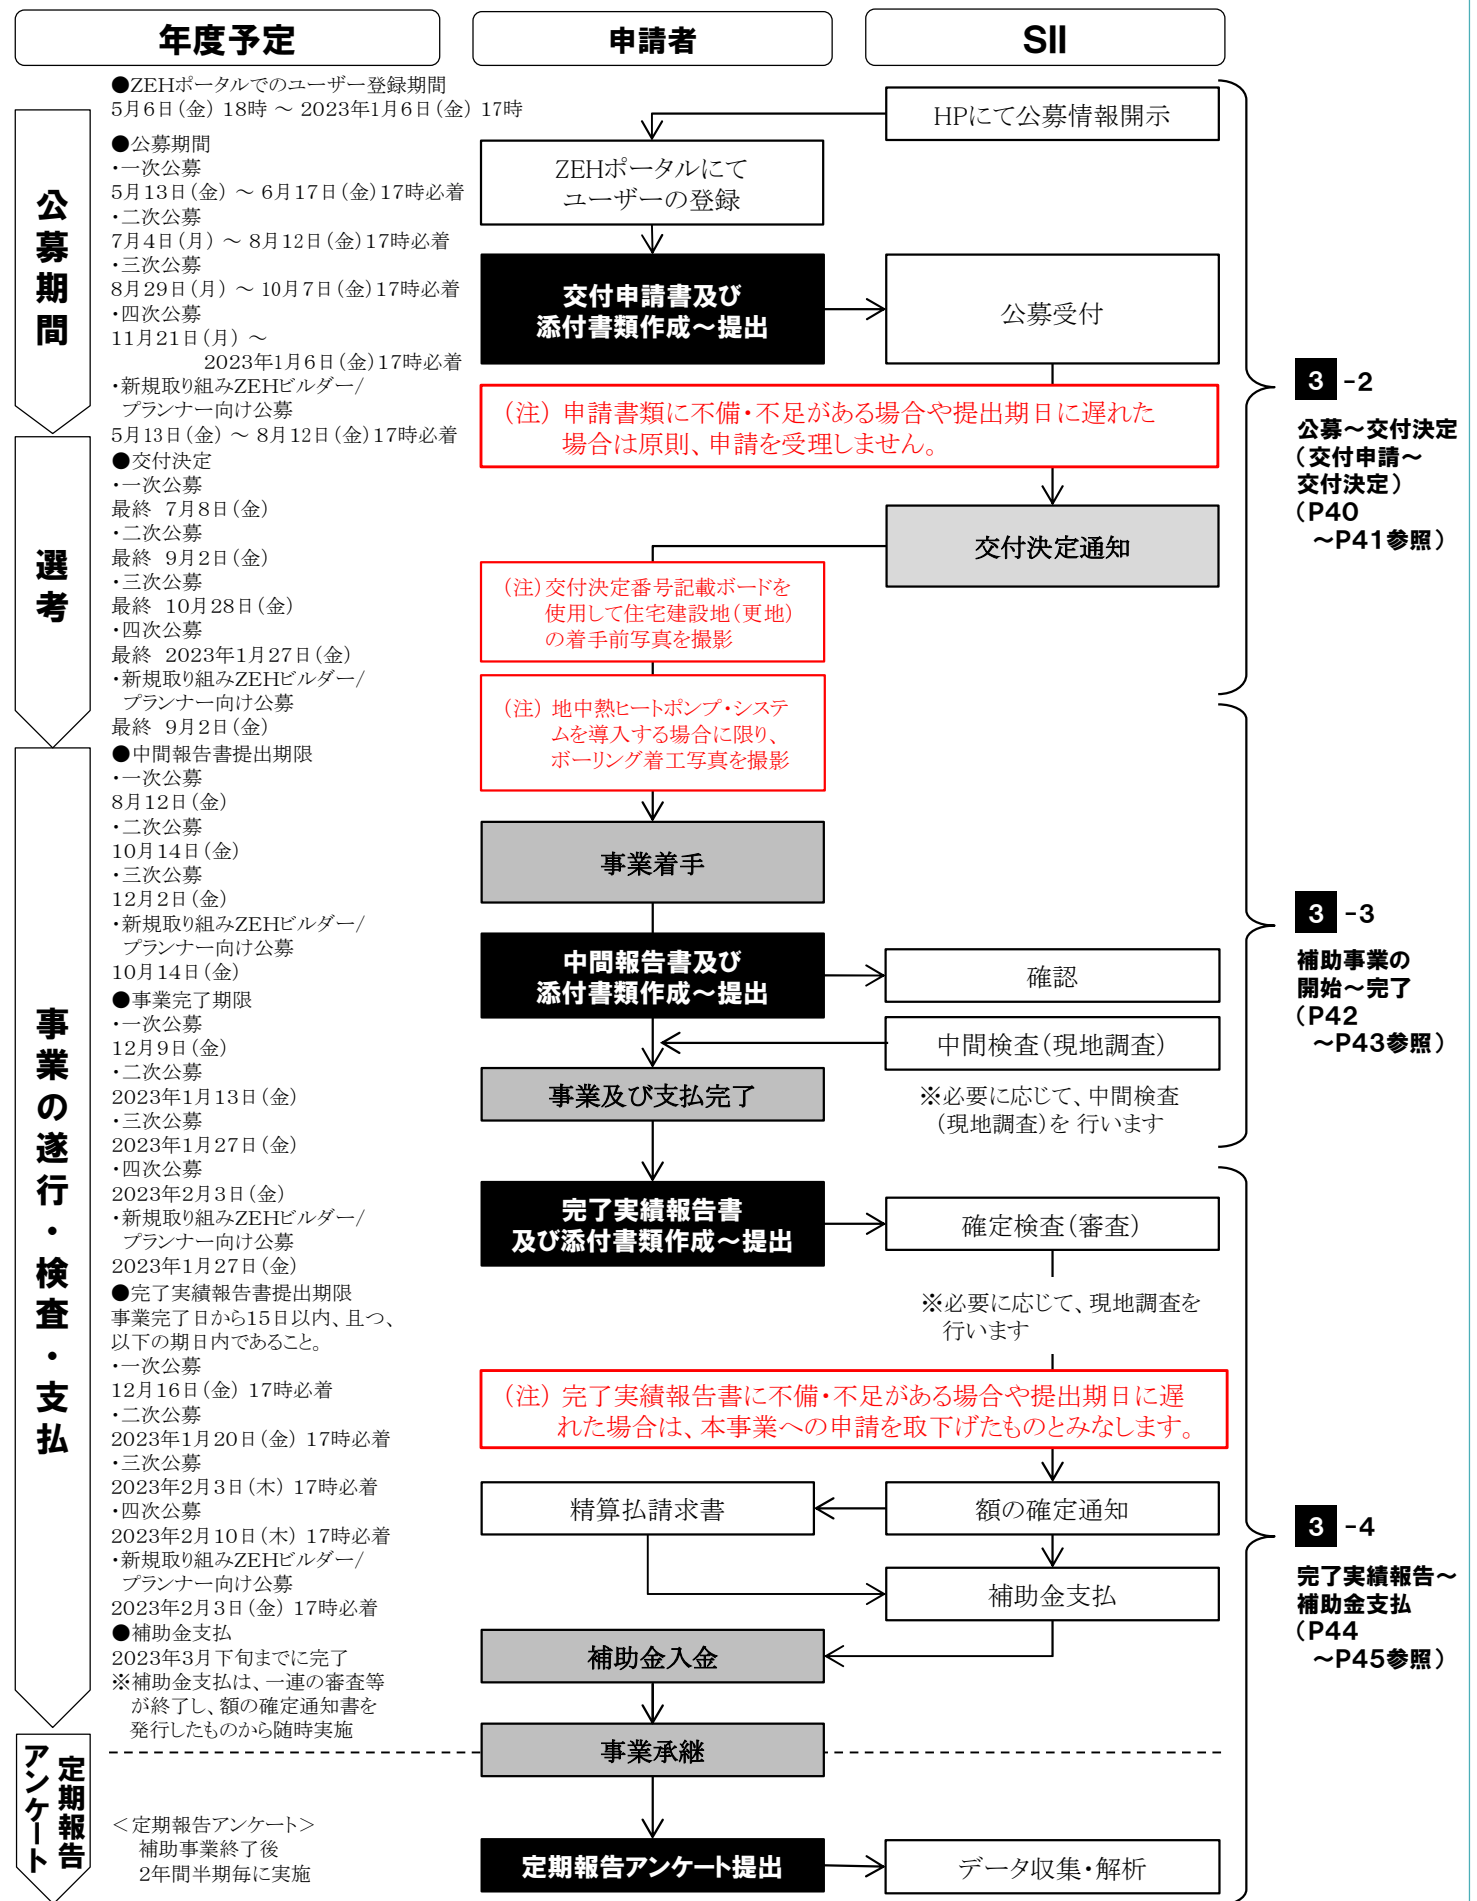 年度予定
申請者
SII
公募期間
選考
事業の遂行・検査・支払
定期報告
アンケート
●ZEHポータルでのユーザー登録期間
5月6日(金) 18時 ～ 2023年1月6日(金) 17時
●公募期間
・一次公募
5月13日(金) ～ 6月17日(金)17時必着
・二次公募
7月4日(月) ～ 8月12日(金)17時必着
・三次公募
8月29日(月) ～ 10月7日(金)17時必着
・四次公募
11月21日(月) ～
2023年1月6日(金)17時必着
・新規取り組みZEHビルダー/
プランナー向け公募
5月13日(金) ～ 8月12日(金)17時必着
●交付決定
・一次公募
最終 7月8日(金)
・二次公募
最終 9月2日(金)
・三次公募
最終 10月28日(金)
・四次公募
最終 2023年1月27日(金)
・新規取り組みZEHビルダー/
プランナー向け公募
最終 9月2日(金)
●中間報告書提出期限
・一次公募
8月12日(金)
・二次公募
10月14日(金)
・三次公募
12月2日(金)
・新規取り組みZEHビルダー/
プランナー向け公募
10月14日(金)
●事業完了期限
・一次公募
12月9日(金)
・二次公募
2023年1月13日(金)
・三次公募
2023年1月27日(金)
・四次公募
2023年2月3日(金)
・新規取り組みZEHビルダー/
プランナー向け公募
2023年1月27日(金)
●完了実績報告書提出期限
事業完了日から15日以内、且つ、
以下の期日内であること。
・一次公募
12月16日(金) 17時必着
・二次公募
2023年1月20日(金) 17時必着
・三次公募
2023年2月3日(木) 17時必着
・四次公募
2023年2月10日(木) 17時必着
・新規取り組みZEHビルダー/
プランナー向け公募
2023年2月3日(金) 17時必着
●補助金支払
2023年3月下旬までに完了
※補助金支払は、一連の審査等
が終了し、額の確定通知書を
発行したものから随時実施
＜定期報告アンケート＞
補助事業終了後
2年間半期毎に実施
HPにて公募情報開示
ZEHポータルにて
ユーザーの登録
交付申請書及び
添付書類作成～提出
公募受付
(注) 申請書類に不備・不足がある場合や提出期日に遅れた
場合は原則、申請を受理しません。
交付決定通知
(注)交付決定番号記載ボードを
使用して住宅建設地(更地)
の着手前写真を撮影
(注) 地中熱ヒートポンプ・システ
ムを導入する場合に限り、
ボーリング着工写真を撮影
事業着手
中間報告書及び
添付書類作成～提出
確認
中間検査(現地調査)
事業及び支払完了
※必要に応じて、中間検査
(現地調査)を 行います
完了実績報告書
及び添付書類作成～提出
確定検査(審査)
※必要に応じて、現地調査を
行います
(注) 完了実績報告書に不備・不足がある場合や提出期日に遅
れた場合は、本事業への申請を取下げたものとみなします。
精算払請求書
額の確定通知
補助金支払
補助金入金
事業承継
定期報告アンケート提出
データ収集・解析
3 -2
公募～交付決定
(交付申請～
交付決定)
(P40
～P41参照)
3 -3
補助事業の
開始～完了
(P42
～P43参照)
3 -4
完了実績報告～
補助金支払
(P44
～P45参照)